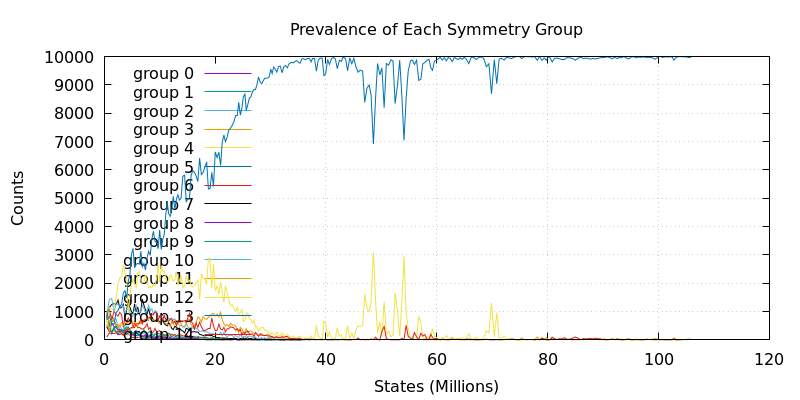 Prevalence of Each Symmetry Group
10000
9000
8000
7000
6000
5000
4000
3000
2000
1000
0
Counts
group 0
group 1
group 2
group 3
group 4
group 5
group 6
group 7
group 8
group 9
group 10
group 11
group 12
group 13
group 14
0 20 40 60 80 100 120
States (Millions)